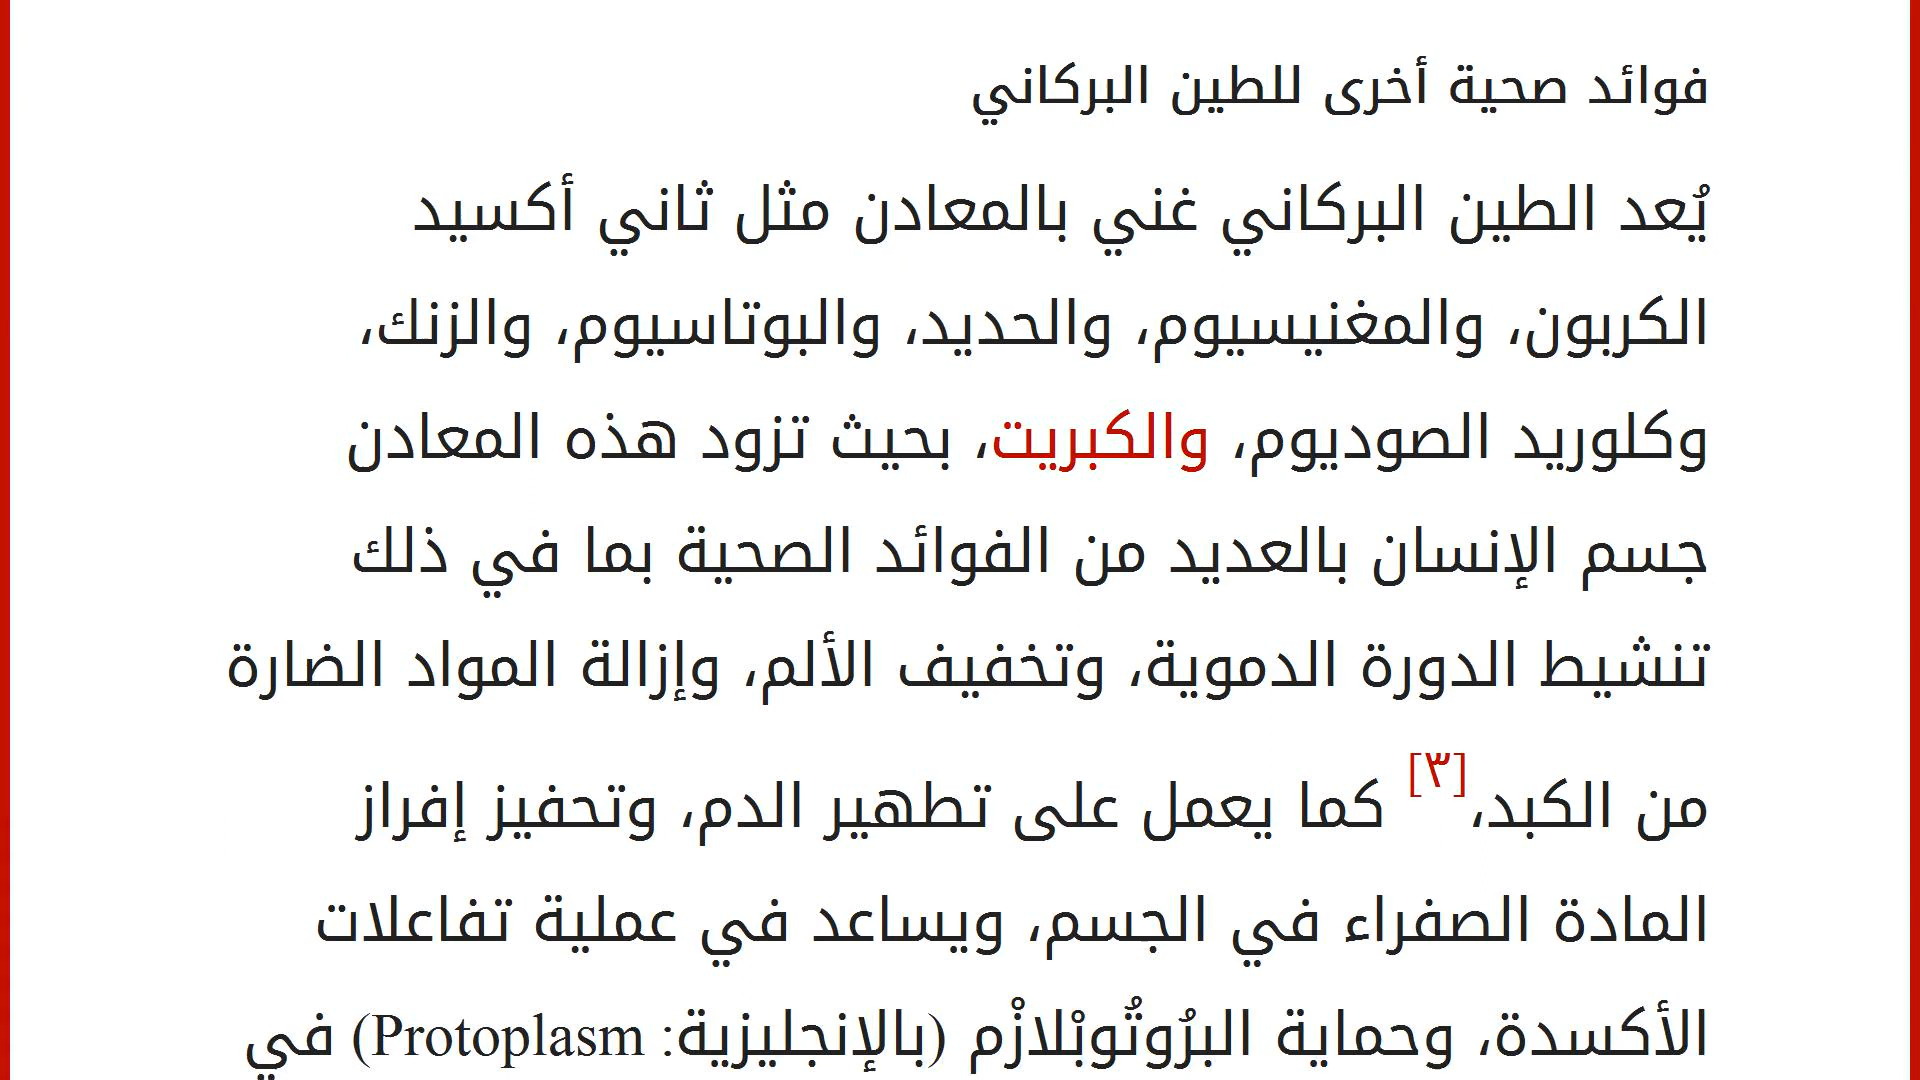 فوائد صحية أخرى للطين البركاني
يُعد الطين البركاني غني بالمعادن مثل ثاني أكسيد
الكربون، والمغنيسيوم، والحديد، والبوتاسيوم، والزنك،
وكلوريد الصوديوم، والكبريت، بحيث تزود هذه المعادن
جسم الإنسان بالعديد من الفوائد الصحية بما في ذلك
تنشيط الدورة الدموية، وتخفيف الألم، وإزالة المواد الضارة
من الكبد،[٣] كما يعمل على تطهير الدم، وتحفيز إفراز
المادة الصفراء في الجسم، ويساعد في عملية تفاعلات
الأكسدة، وحماية البرُوتُوبْلازْم (بالإنجليزية: Protoplasm) في